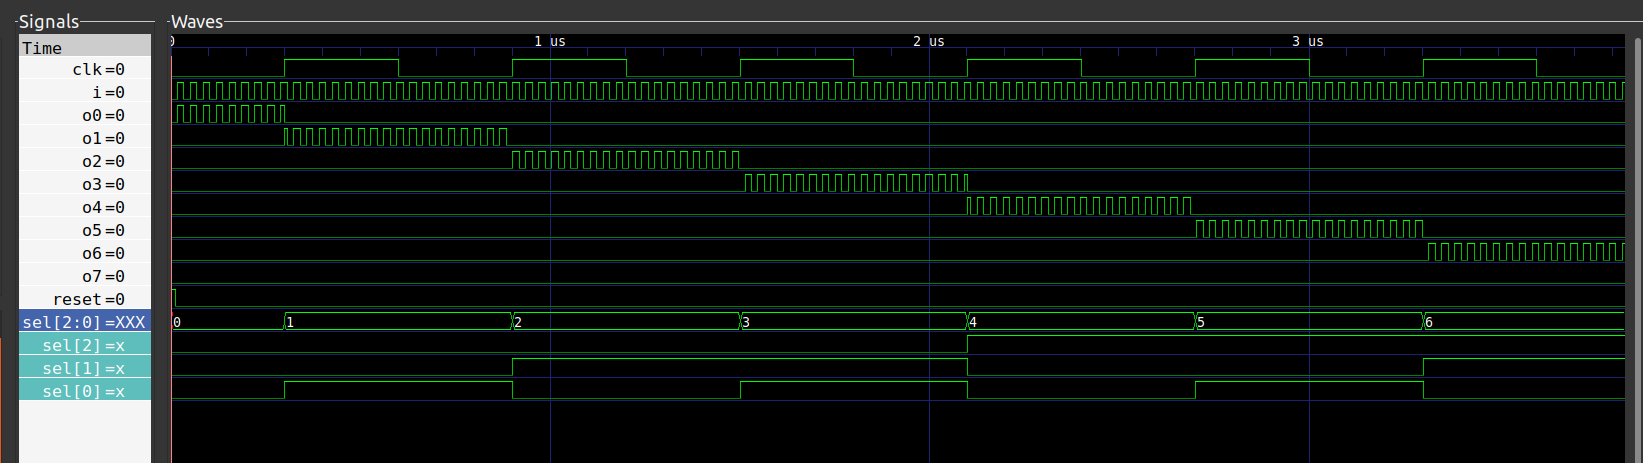 Signals Waves
Time 0 1 us 2 us 3 us
clk=0
i=0
o0=0
o1=0
o2=0
o3=0
o4=0
o5=0
o6=0
o7=0
reset=0
sel[2:0]=XXX 0 1 2 3 4 5 6
sel[2]=x
sel[1]=x
sel[0]=x